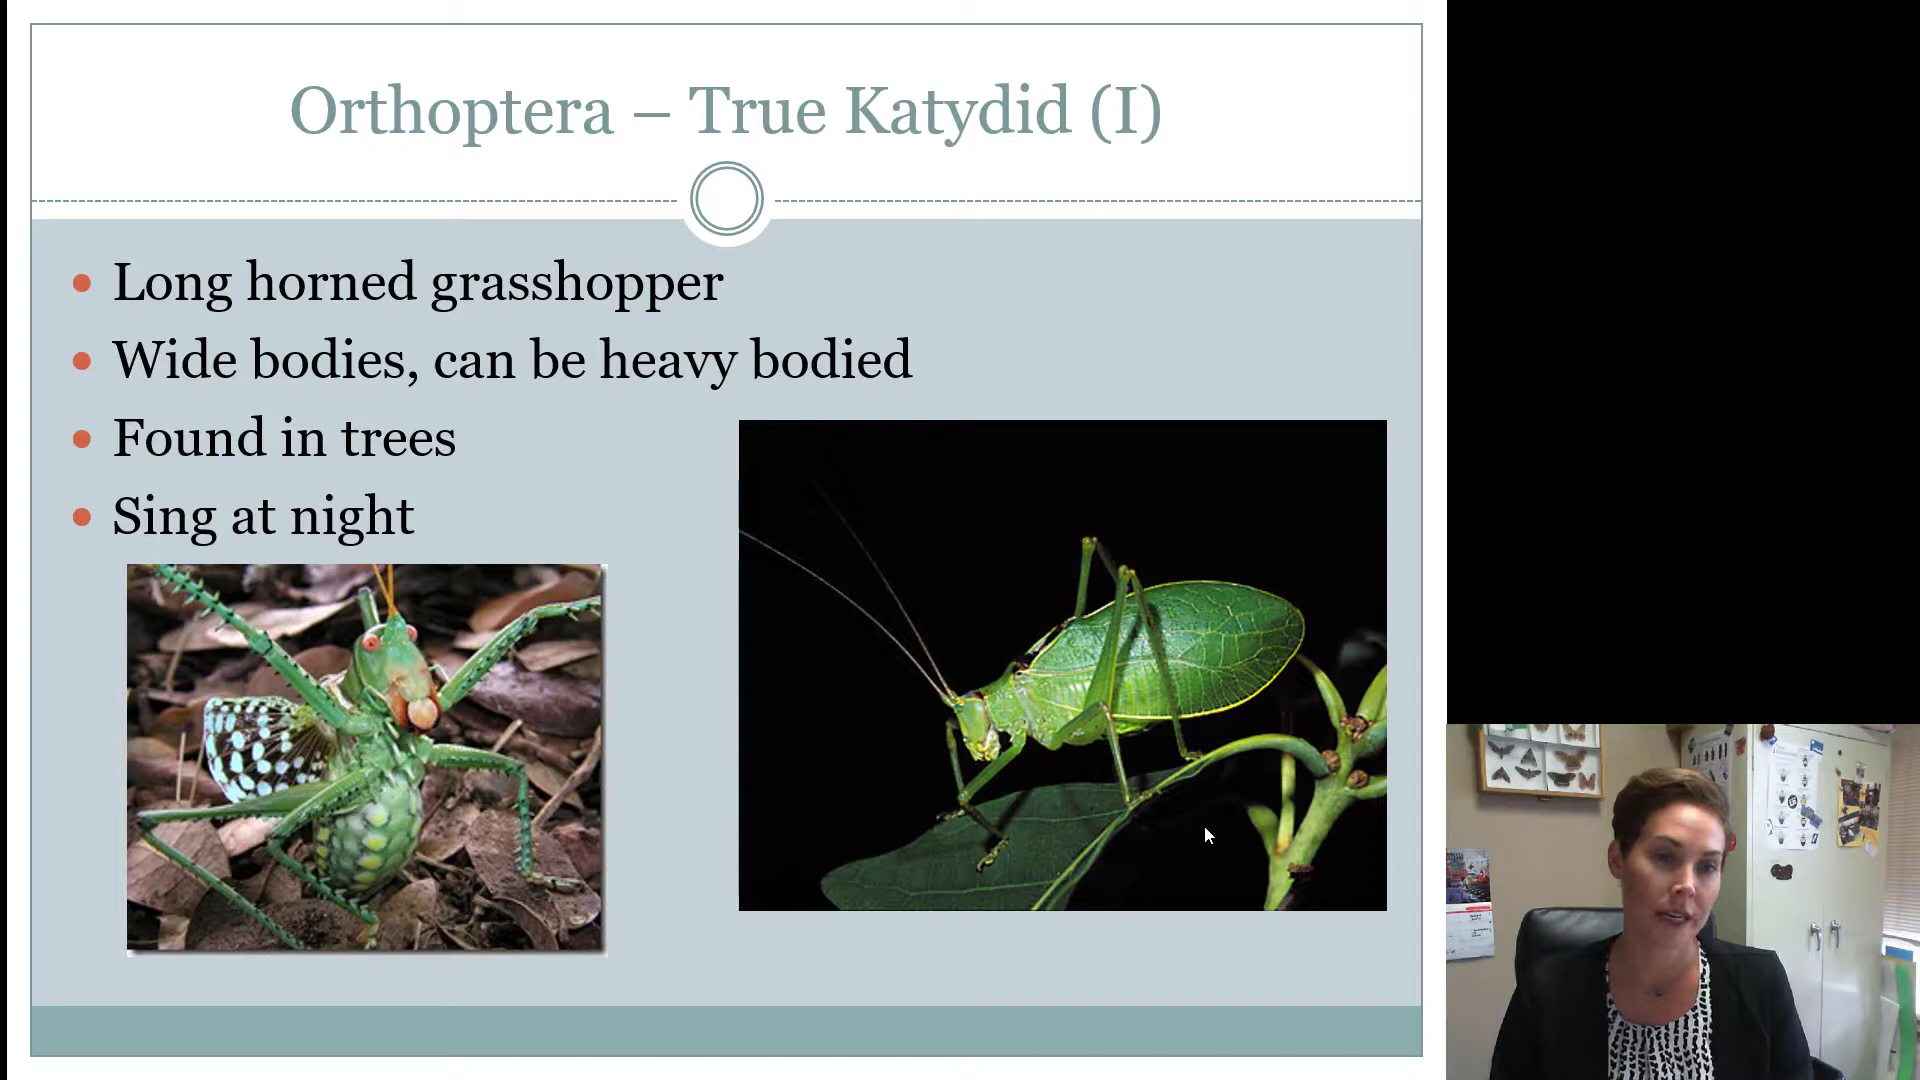 Orthoptera – True Katydid (I)
Long horned grasshopper
Wide bodies, can be heavy bodied
Found in trees
Sing at night